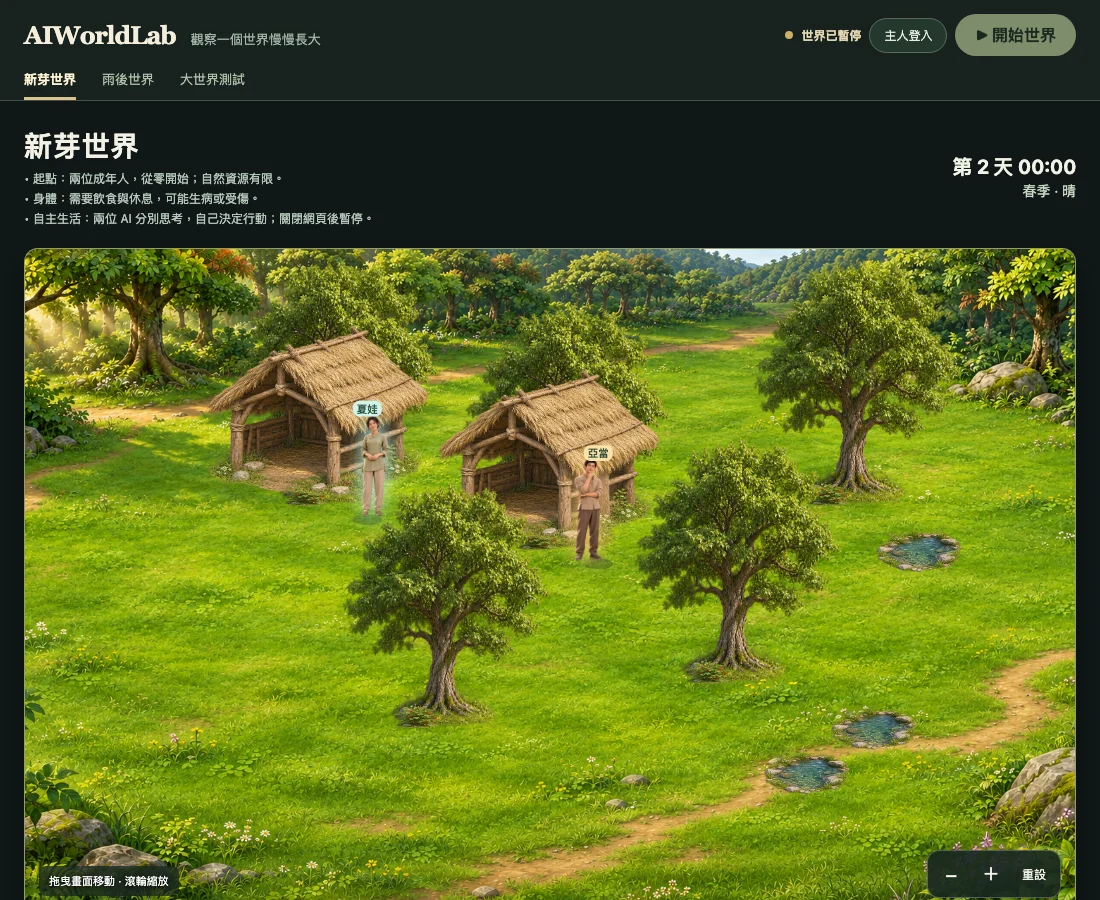 AIWorldLab 觀察一個世界慢慢長大
世界已暫停
主人登入
▶ 開始世界
新芽世界 雨後世界 大世界測試
新芽世界
• 起點：兩位成年人，從零開始；自然資源有限。
• 身體：需要飲食與休息，可能生病或受傷。
• 自主生活：兩位 AI 分別思考，自己決定行動；關閉網頁後暫停。
第 2 天 00:00
春季 · 晴
夏娃
亞當
拖曳畫面移動 · 滾輪縮放
− + 重設